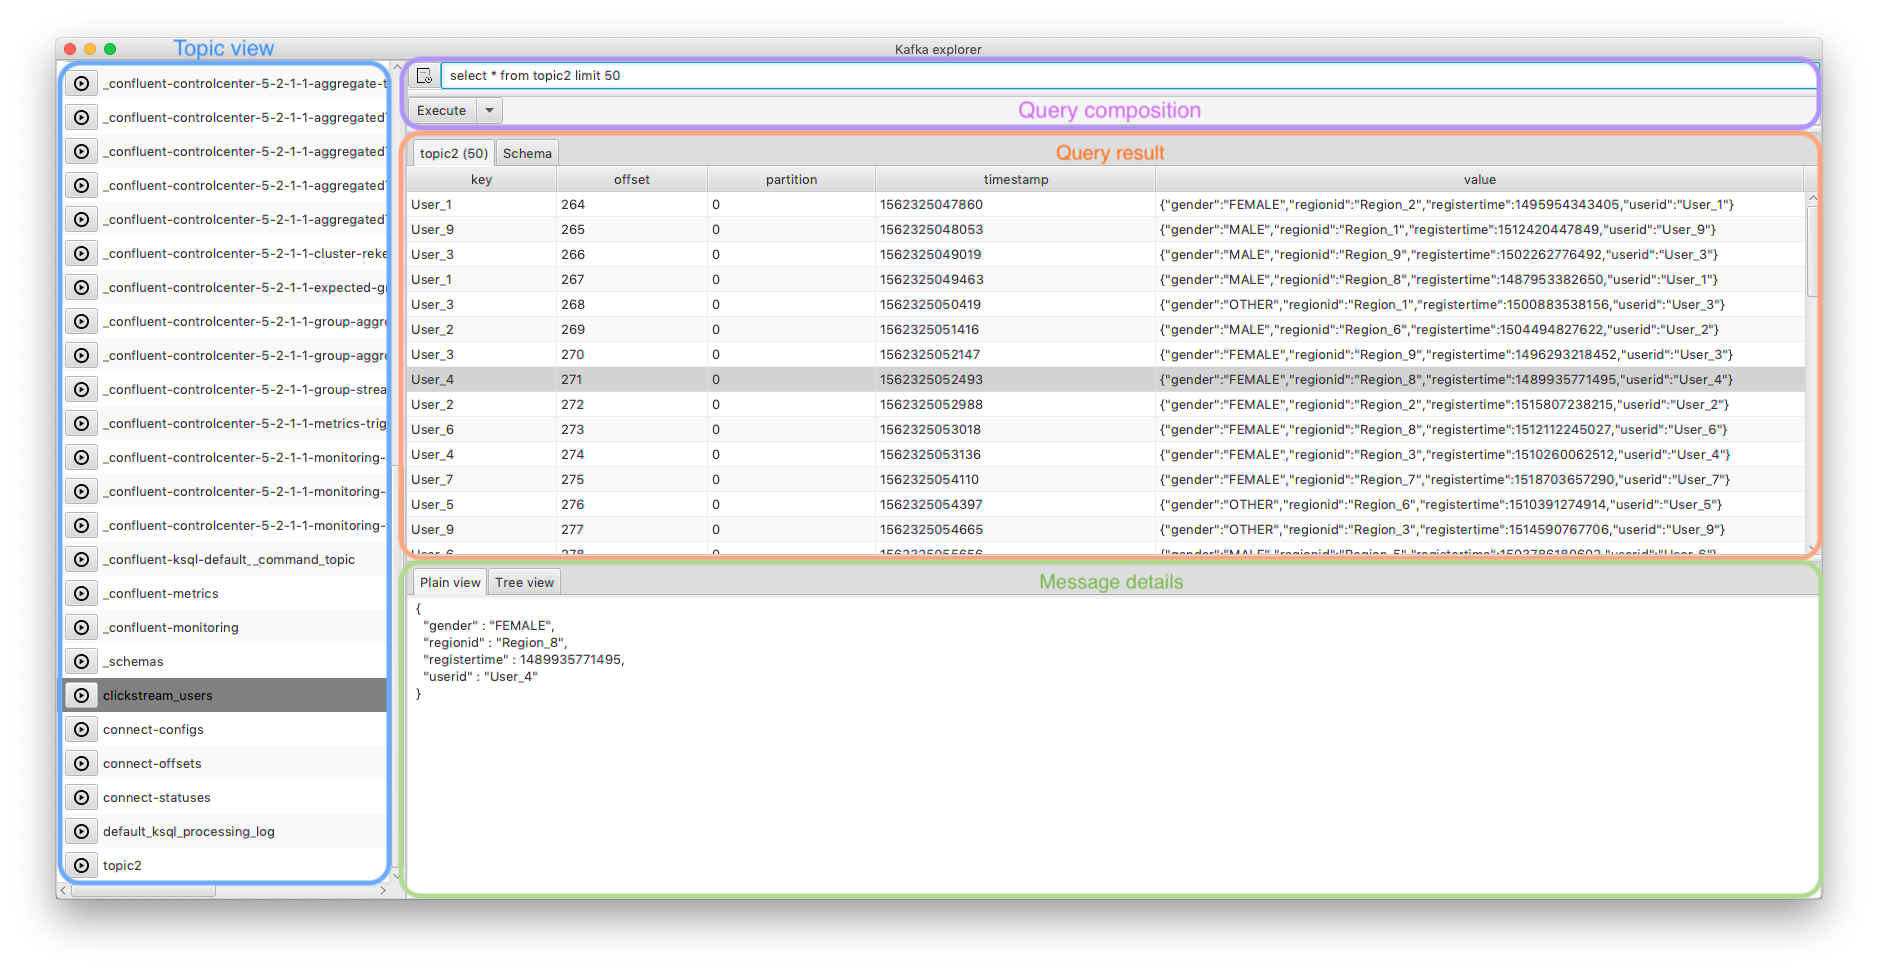 Topic view
Kafka explorer
_confluent-controlcenter-5-2-1-1-aggregate-t
_confluent-controlcenter-5-2-1-1-aggregated
_confluent-controlcenter-5-2-1-1-aggregated
_confluent-controlcenter-5-2-1-1-aggregated
_confluent-controlcenter-5-2-1-1-aggregated
_confluent-controlcenter-5-2-1-1-cluster-reke
_confluent-controlcenter-5-2-1-1-expected-gr
_confluent-controlcenter-5-2-1-1-group-aggre
_confluent-controlcenter-5-2-1-1-group-aggre
_confluent-controlcenter-5-2-1-1-group-strea
_confluent-controlcenter-5-2-1-1-metrics-trig
_confluent-controlcenter-5-2-1-1-monitoring-
_confluent-controlcenter-5-2-1-1-monitoring-
_confluent-controlcenter-5-2-1-1-monitoring-
_confluent-ksql-default__command_topic
_confluent-metrics
_confluent-monitoring
_schemas
clickstream_users
connect-configs
connect-offsets
connect-statuses
default_ksql_processing_log
topic2
select * from topic2 limit 50
Execute
Query composition
topic2 (50) Schema
Query result
key offset partition timestamp value
User_1 264 0 1562325047860 {"gender":"FEMALE","regionid":"Region_2","registertime":1495954343405,"userid":"User_1"}
User_9 265 0 1562325048053 {"gender":"MALE","regionid":"Region_1","registertime":1512420447849,"userid":"User_9"}
User_3 266 0 1562325049019 {"gender":"MALE","regionid":"Region_9","registertime":1502262776492,"userid":"User_3"}
User_1 267 0 1562325049463 {"gender":"MALE","regionid":"Region_8","registertime":1487953382650,"userid":"User_1"}
User_3 268 0 1562325050419 {"gender":"OTHER","regionid":"Region_1","registertime":1500883538156,"userid":"User_3"}
User_2 269 0 1562325051416 {"gender":"MALE","regionid":"Region_6","registertime":1504494827622,"userid":"User_2"}
User_3 270 0 1562325052147 {"gender":"FEMALE","regionid":"Region_9","registertime":1496293218452,"userid":"User_3"}
User_4 271 0 1562325052493 {"gender":"FEMALE","regionid":"Region_8","registertime":1489935771495,"userid":"User_4"}
User_2 272 0 1562325052988 {"gender":"FEMALE","regionid":"Region_2","registertime":1515807238215,"userid":"User_2"}
User_6 273 0 1562325053018 {"gender":"FEMALE","regionid":"Region_8","registertime":1512112245027,"userid":"User_6"}
User_4 274 0 1562325053136 {"gender":"FEMALE","regionid":"Region_3","registertime":1510260062512,"userid":"User_4"}
User_7 275 0 1562325054110 {"gender":"FEMALE","regionid":"Region_7","registertime":1518703657290,"userid":"User_7"}
User_5 276 0 1562325054397 {"gender":"OTHER","regionid":"Region_6","registertime":1510391274914,"userid":"User_5"}
User_9 277 0 1562325054665 {"gender":"OTHER","regionid":"Region_3","registertime":1514590767706,"userid":"User_9"}
Plain view Tree view
Message details
{
"gender" : "FEMALE",
"regionid" : "Region_8",
"registertime" : 1489935771495,
"userid" : "User_4"
}